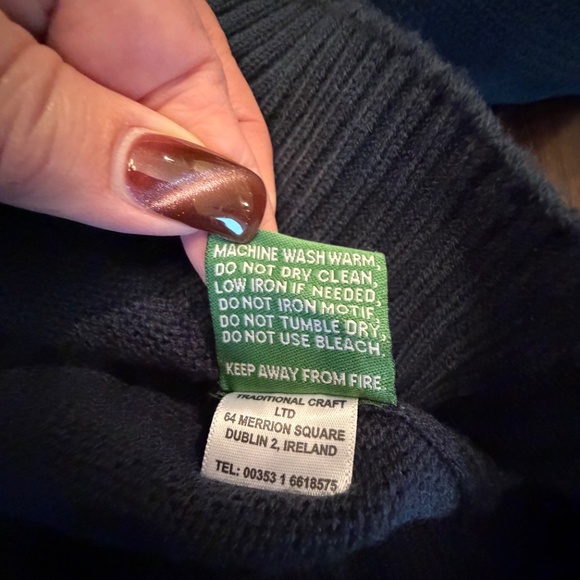 MACHINE WASH WARM,
DO NOT DRY CLEAN,
LOW IRON IF NEEDED,
DO NOT IRON MOTIF,
DO NOT TUMBLE DRY,
DO NOT USE BLEACH.
KEEP AWAY FROM FIRE
TRADITIONAL CRAFT
LTD
64 MERRION SQUARE
DUBLIN 2, IRELAND
TEL: 00353 1 6618575